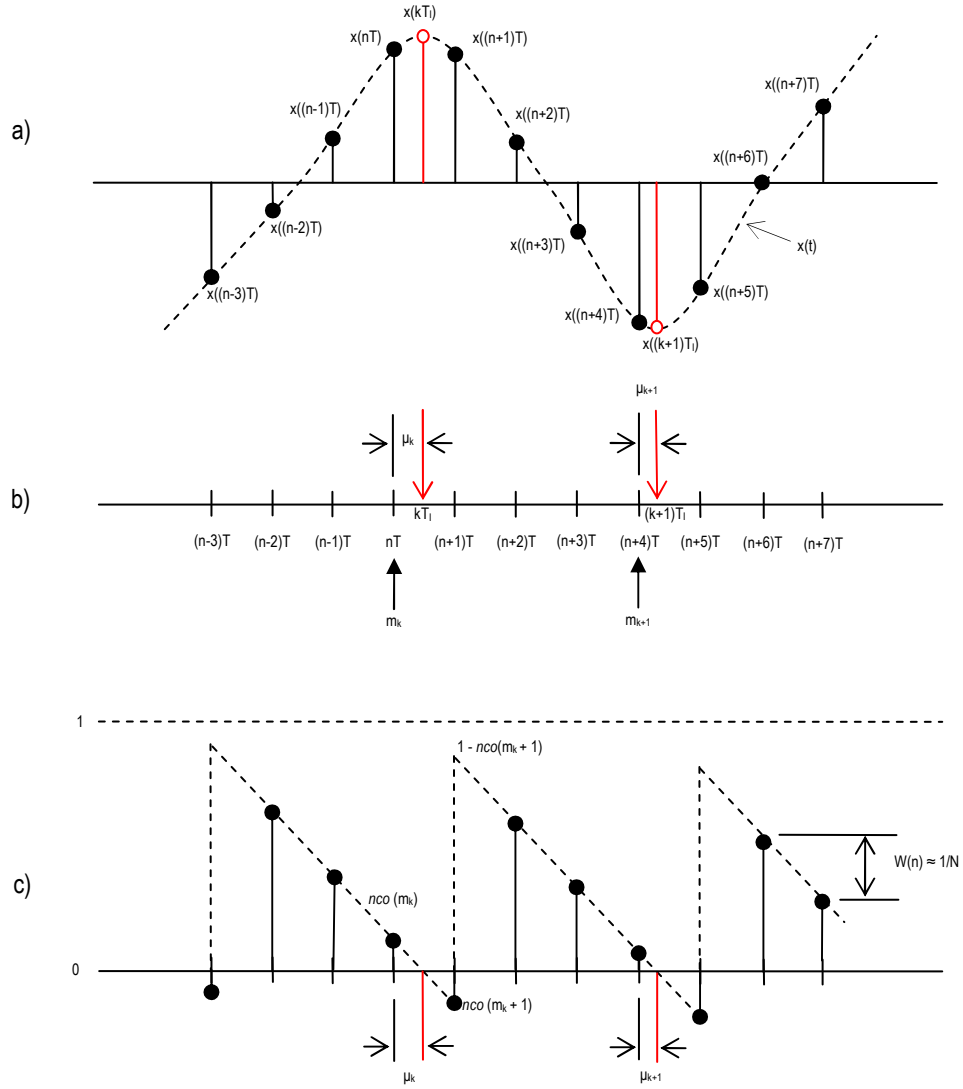 x(kTI)
x(nT)
x((n+1)T)
x((n+7)T)
x((n-1)T)
x((n+2)T)
a)
x((n+6)T)
x((n-2)T)
x((n+3)T)
x(t)
x((n-3)T)
x((n+5)T)
x((n+4)T)
x((k+1)TI)
μk+1
μk
b)
kTI
(k+1)TI
(n-3)T (n-2)T (n-1)T nT (n+1)T (n+2)T (n+3)T (n+4)T (n+5)T (n+6)T (n+7)T
mk
mk+1
1
1 - nco(mk + 1)
W(n) ≈ 1/N
c)
nco (mk)
0
nco (mk + 1)
μk
μk+1